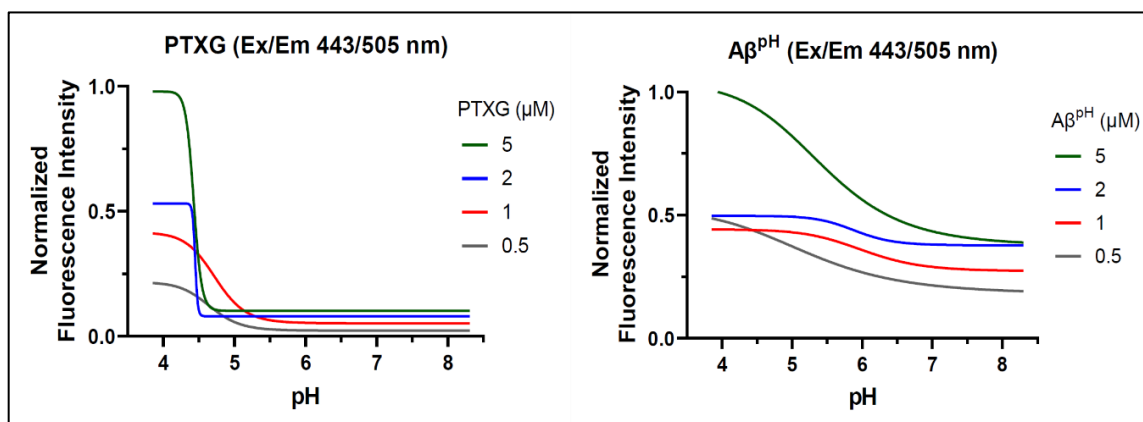 PTXG (Ex/Em 443/505 nm)
Normalized
Fluorescence Intensity
1.0
0.5
0.0
4 5 6 7 8
pH
PTXG (μM)
5
2
1
0.5
Aβ^pH (Ex/Em 443/505 nm)
Normalized
Fluorescence Intensity
1.0
0.5
0.0
4 5 6 7 8
pH
Aβ^pH (μM)
5
2
1
0.5